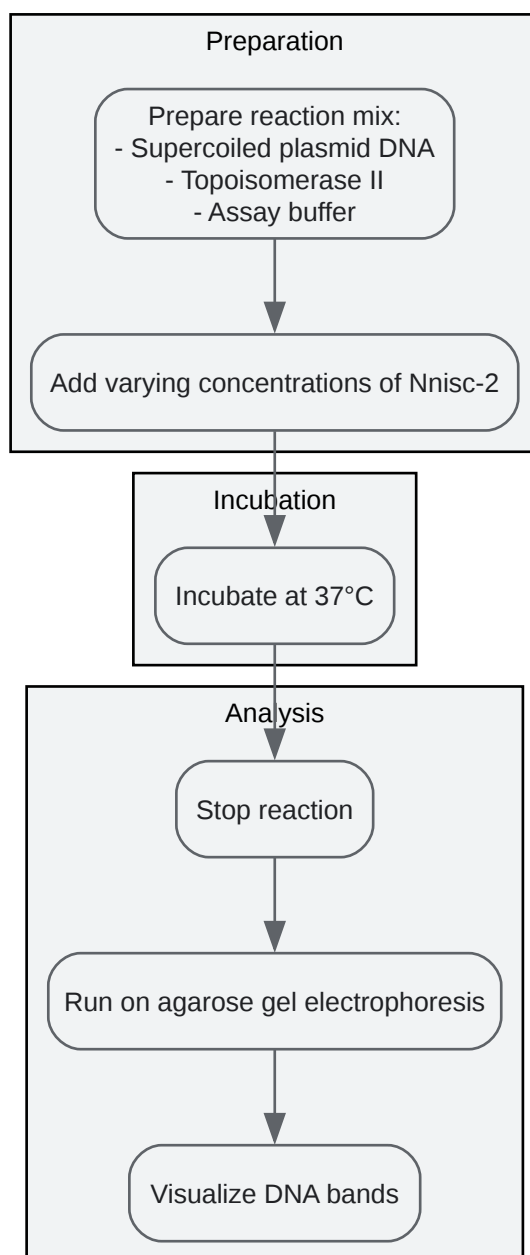 Preparation
Prepare reaction mix:
- Supercoiled plasmid DNA
- Topoisomerase II
- Assay buffer
Add varying concentrations of Nnisc-2
Incubation
Incubate at 37°C
Analysis
Stop reaction
Run on agarose gel electrophoresis
Visualize DNA bands